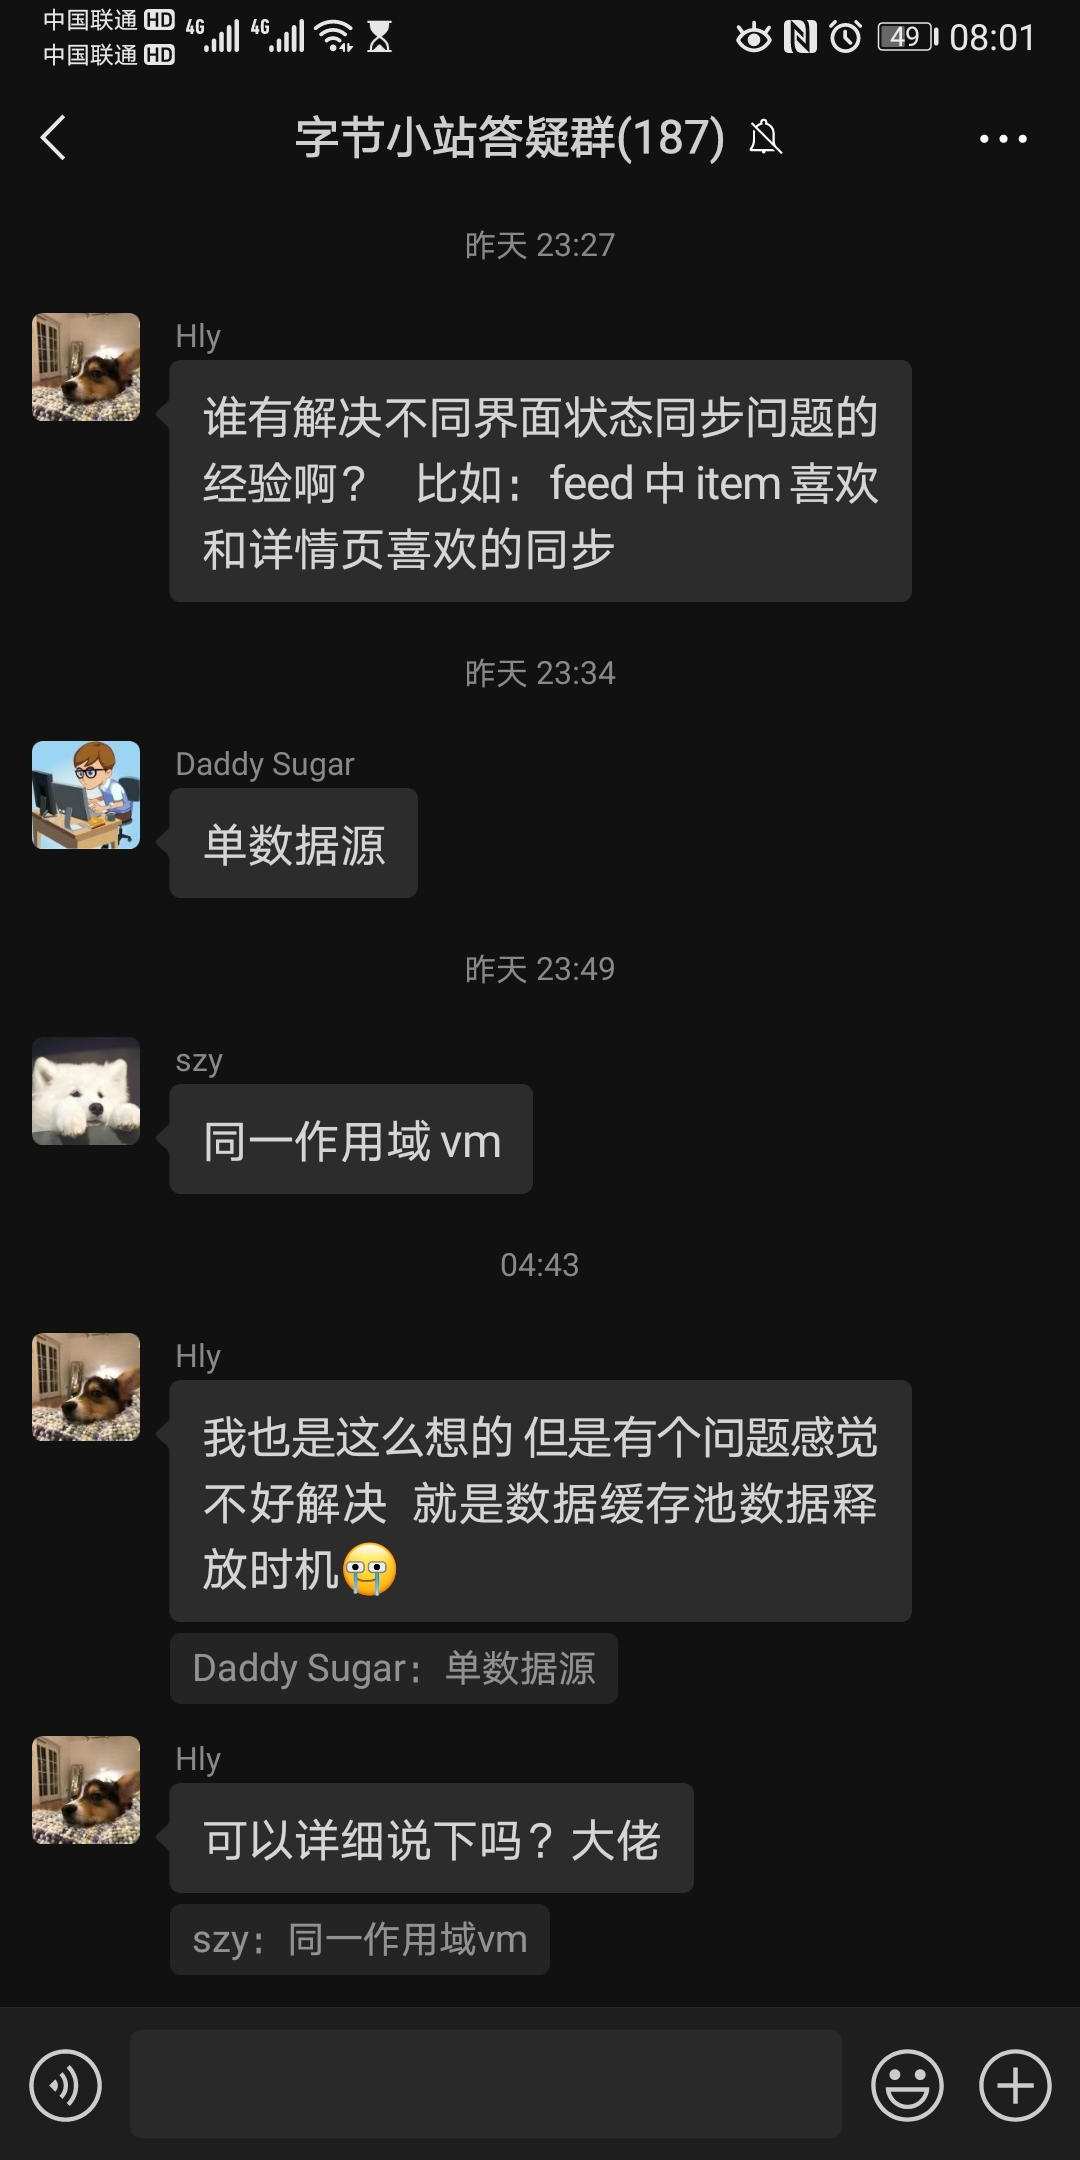 中国联通 HD 4G 4G 49 08:01
中国联通 HD
字节小站答疑群(187)
昨天 23:27
Hly
谁有解决不同界面状态同步问题的
经验啊？ 比如：feed 中 item 喜欢
和详情页喜欢的同步
昨天 23:34
Daddy Sugar
单数据源
昨天 23:49
szy
同一作用域 vm
04:43
Hly
我也是这么想的 但是有个问题感觉
不好解决 就是数据缓存池数据释
放时机
Daddy Sugar：单数据源
Hly
可以详细说下吗？大佬
szy：同一作用域vm